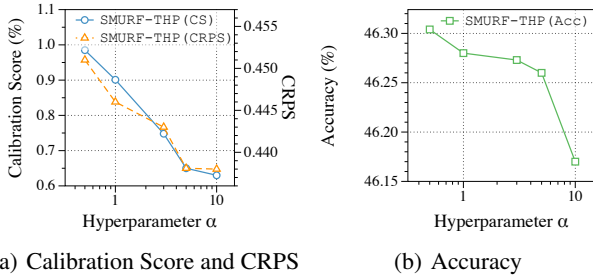 SMURF-THP(CS)
SMURF-THP(CRPS)
Calibration Score (%)
1.1
1.0
0.9
0.8
0.7
0.6
0.455
0.450
0.445
0.440
CRPS
1
10
Hyperparameter α
a) Calibration Score and CRPS
SMURF-THP(Acc)
Accuracy (%)
46.30
46.25
46.20
46.15
1
10
Hyperparameter α
(b) Accuracy